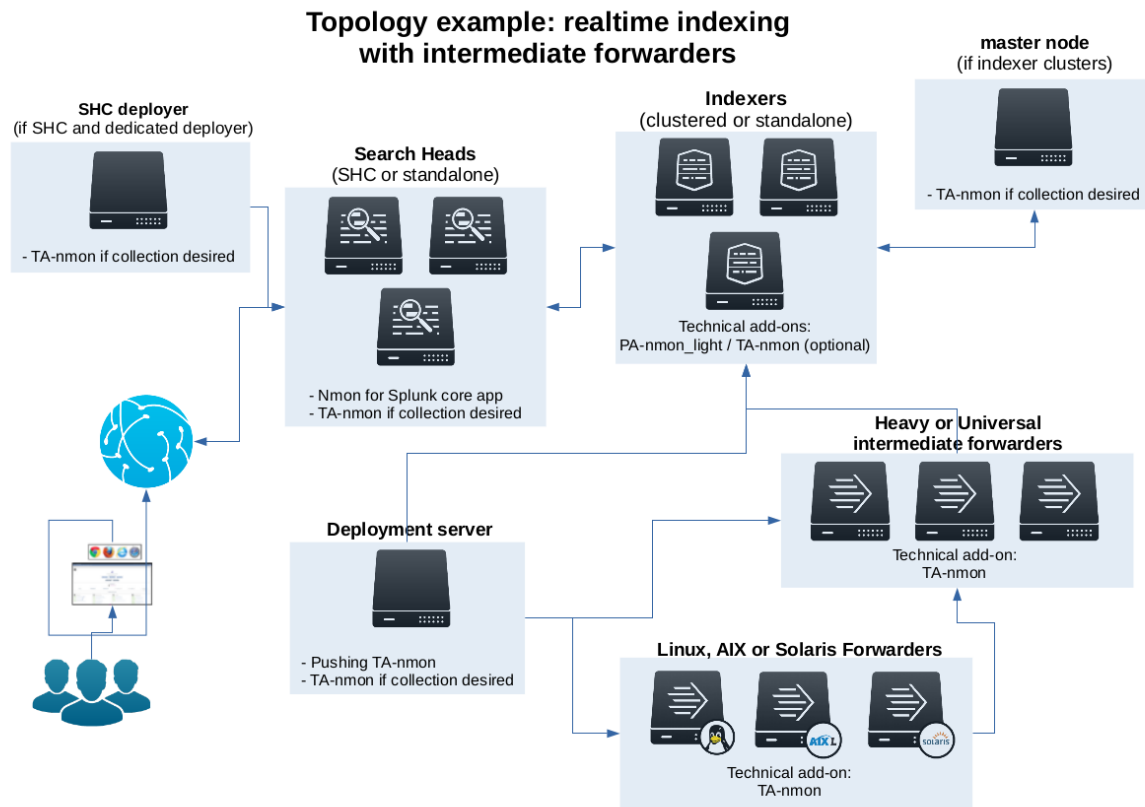 Topology example: realtime indexing
with intermediate forwarders
SHC deployer
(if SHC and dedicated deployer)
- TA-nmon if collection desired
Search Heads
(SHC or standalone)
- Nmon for Splunk core app
- TA-nmon if collection desired
Indexers
(clustered or standalone)
Technical add-ons:
PA-nmon_light / TA-nmon (optional)
master node
(if indexer clusters)
- TA-nmon if collection desired
Heavy or Universal
intermediate forwarders
Technical add-on:
TA-nmon
Deployment server
- Pushing TA-nmon
- TA-nmon if collection desired
Linux, AIX or Solaris Forwarders
AIX L
solaris
Technical add-on:
TA-nmon